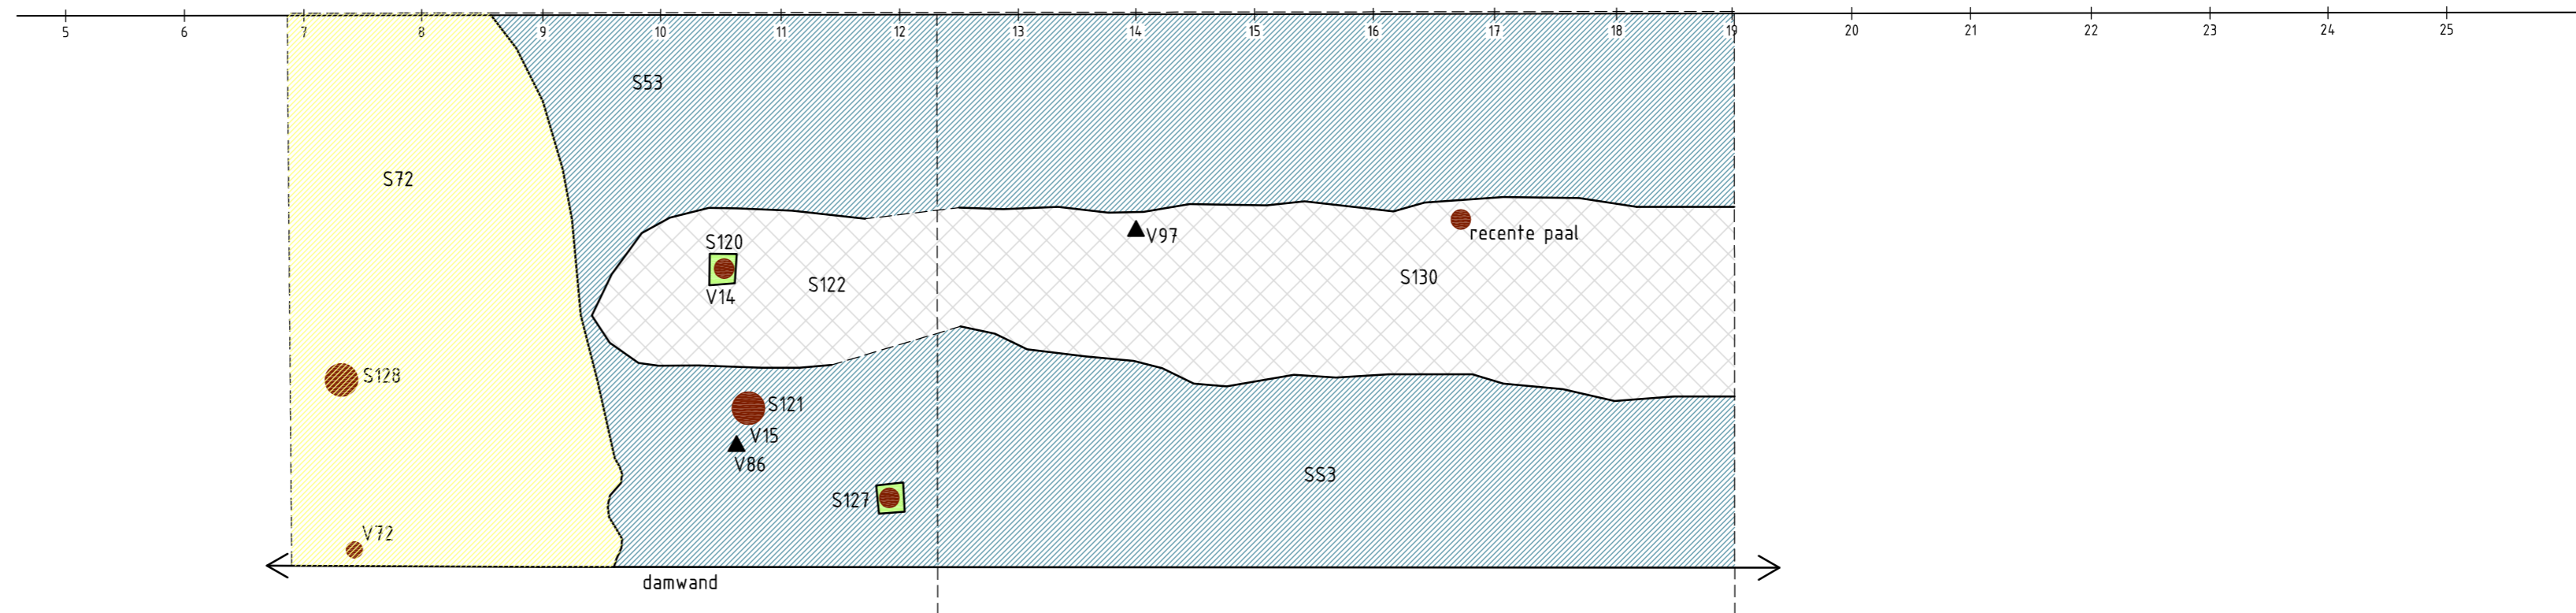 5 6 7 8 9 10 11 12 13 14 15 16 17 18 19 20 21 22 23 24 25
S53
S72
S120
V14
S122
V97
recente paal
S130
S128
S121
V15
V86
S127
SS3
V72
damwand